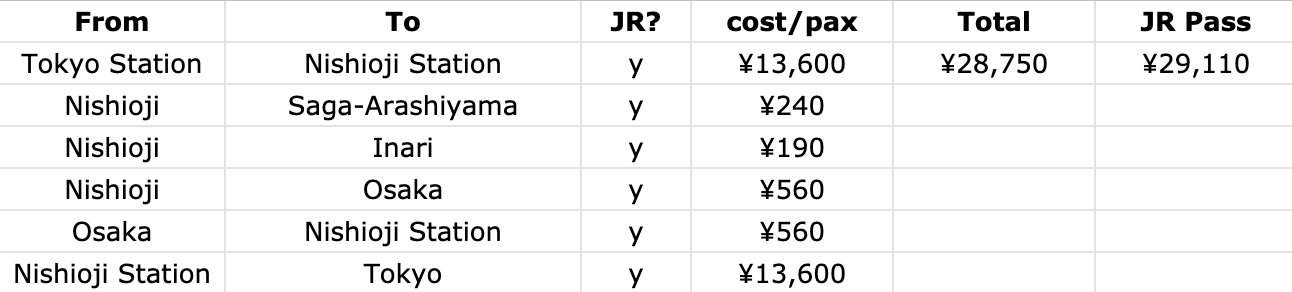 From To JR? cost/pax Total JR Pass
Tokyo Station Nishioji Station y ¥13,600 ¥28,750 ¥29,110
Nishioji Saga-Arashiyama y ¥240
Nishioji Inari y ¥190
Nishioji Osaka y ¥560
Osaka Nishioji Station y ¥560
Nishioji Station Tokyo y ¥13,600